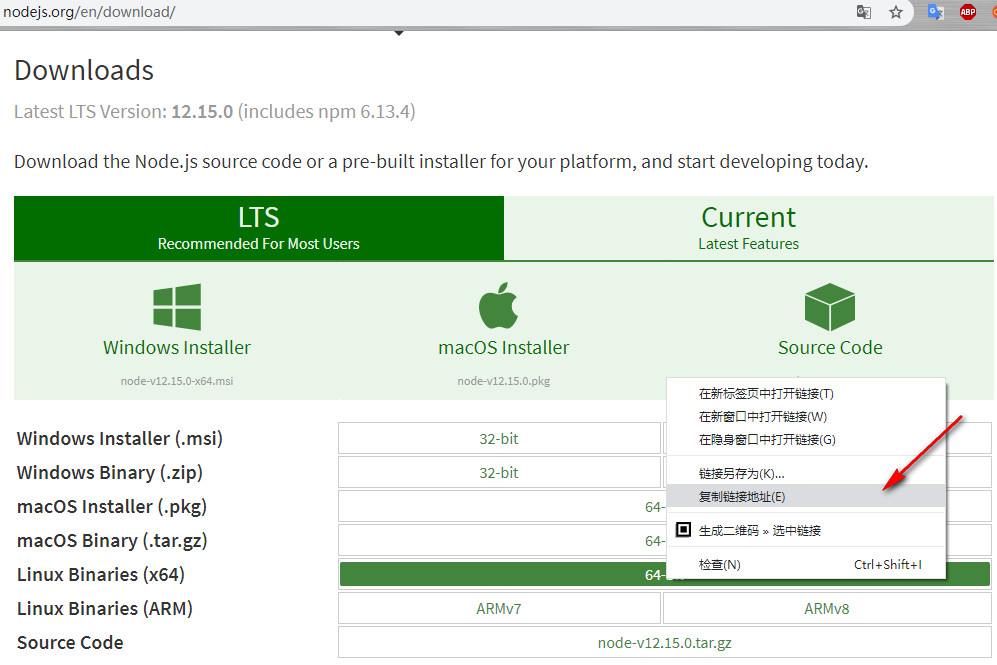 nodejs.org/en/download/
ABP
Downloads
Latest LTS Version: 12.15.0 (includes npm 6.13.4)
Download the Node.js source code or a pre-built installer for your platform, and start developing today.
LTS
Recommended For Most Users
Current
Latest Features
Windows Installer
node-v12.15.0-x64.msi
macOS Installer
node-v12.15.0.pkg
Source Code
在新标签页中打开链接(T)
在新窗口中打开链接(W)
在隐身窗口中打开链接(G)
链接另存为(K)...
复制链接地址(E)
生成二维码 » 选中链接
检查(N) Ctrl+Shift+I
Windows Installer (.msi) 32-bit
Windows Binary (.zip) 32-bit
macOS Installer (.pkg) 64-
macOS Binary (.tar.gz) 64-
Linux Binaries (x64) 64-
Linux Binaries (ARM) ARMv7 ARMv8
Source Code node-v12.15.0.tar.gz